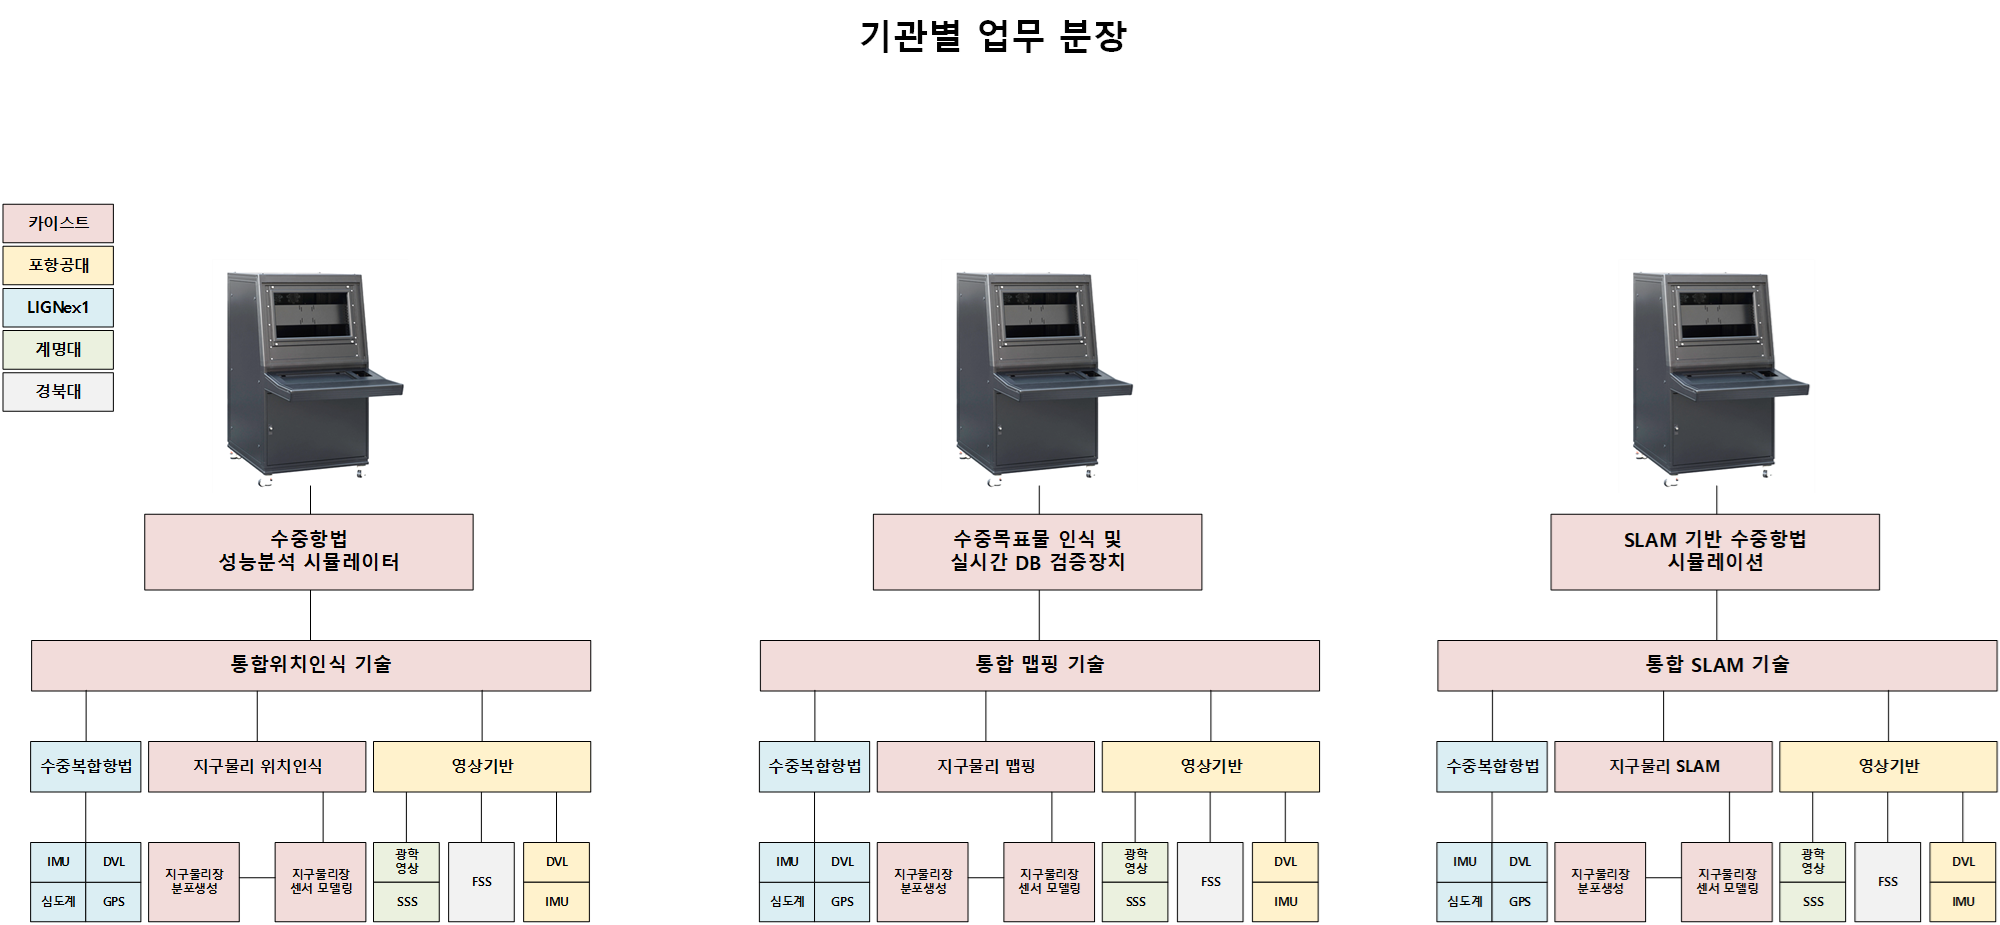 기관별 업무 분장
카이스트
포항공대
LIGNex1
계명대
경북대
수중항법
성능분석 시뮬레이터
통합위치인식 기술
수중복합항법
지구물리 위치인식
영상기반
IMU
DVL
심도계
GPS
지구물리장
분포생성
지구물리장
센서 모델링
광학
영상
SSS
FSS
DVL
IMU
수중목표물 인식 및
실시간 DB 검증장치
통합 맵핑 기술
수중복합항법
지구물리 맵핑
영상기반
IMU
DVL
심도계
GPS
지구물리장
분포생성
지구물리장
센서 모델링
광학
영상
SSS
FSS
DVL
IMU
SLAM 기반 수중항법
시뮬레이션
통합 SLAM 기술
수중복합항법
지구물리 SLAM
영상기반
IMU
DVL
심도계
GPS
지구물리장
분포생성
지구물리장
센서 모델링
광학
영상
SSS
FSS
DVL
IMU